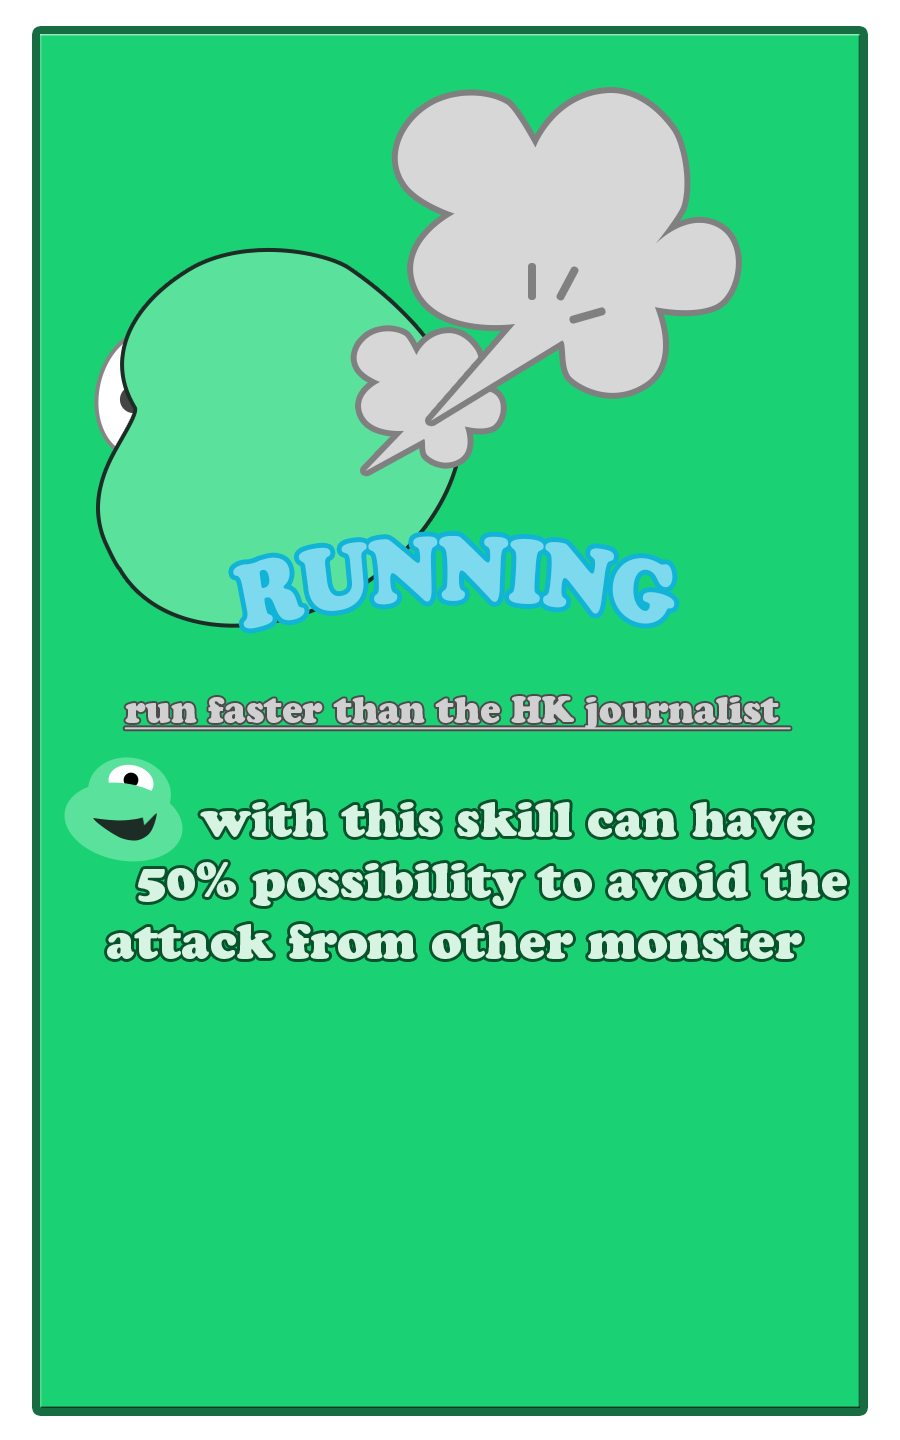 RUNNING
run faster than the HK journalist
with this skill can have
50% possibility to avoid the
attack from other monster